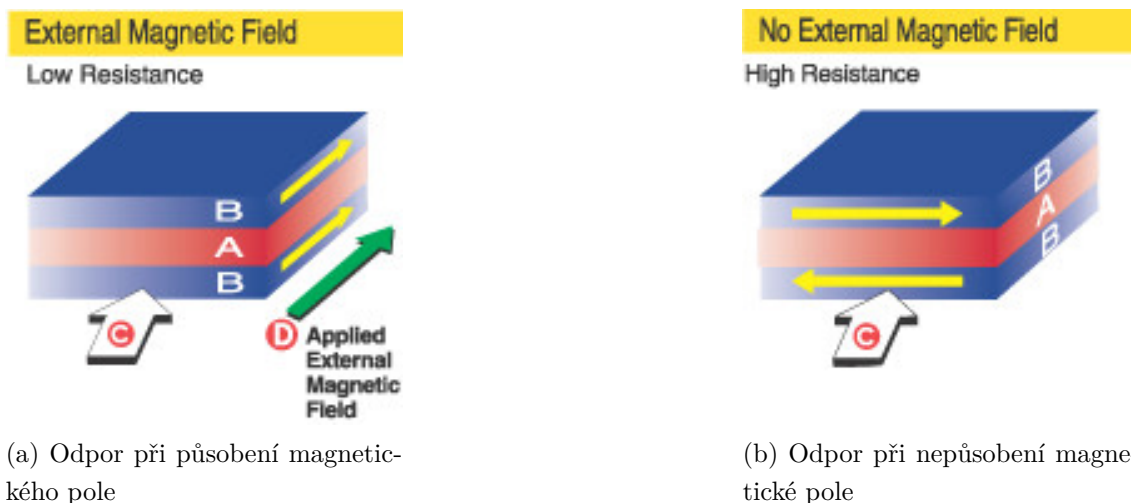 External Magnetic Field
Low Resistance
B
A
B
C
D Applied
External
Magnetic
Field
(a) Odpor při působení magnetic-
kého pole
No External Magnetic Field
High Resistance
B
A
B
C
(b) Odpor při nepůsobení magne
tické pole